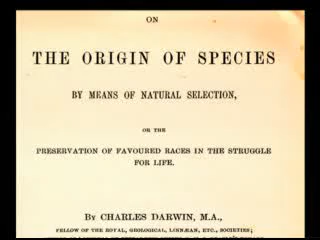 ON
THE ORIGIN OF SPECIES
BY MEANS OF NATURAL SELECTION,
OR THE
PRESERVATION OF FAVOURED RACES IN THE STRUGGLE
FOR LIFE.
BY CHARLES DARWIN, M.A.,
FELLOW OF THE ROYAL, GEOLOGICAL, LINNÆAN, ETC., SOCIETIES;